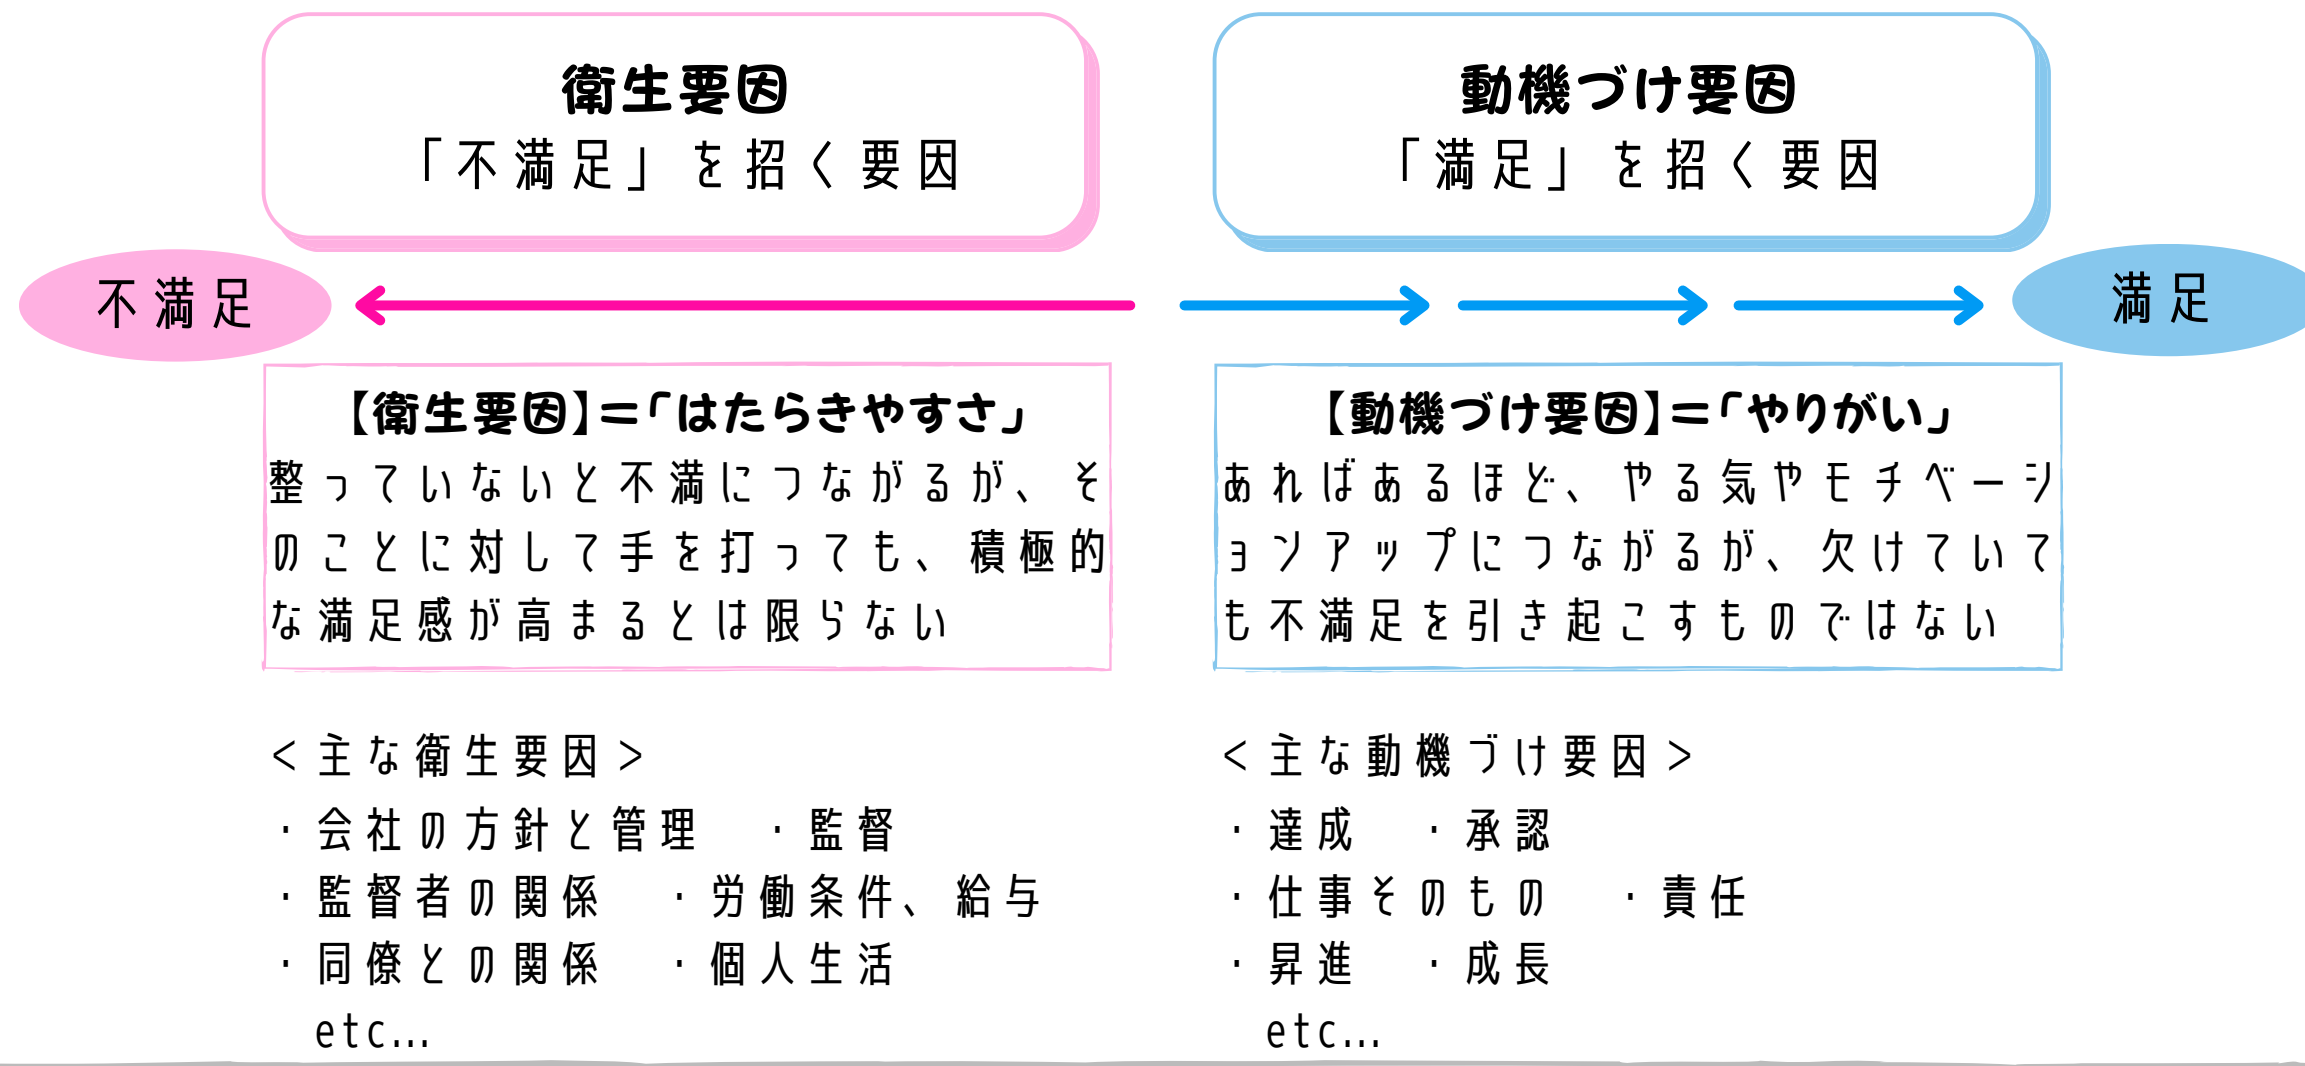 衛生要因
「不満足」を招く要因
動機づけ要因
「満足」を招く要因
不満足
満足
【衛生要因】=「はたらきやすさ」
整っていないと不満につながるが、そ
のことに対して手を打っても、積極的
な満足感が高まるとは限らない
【動機づけ要因】=「やりがい」
あればあるほど、やる気やモチベーシ
ョンアップにつながるが、欠けていて
も不満足を引き起こすものではない
<主な衛生要因>
・会社の方針と管理 ・監督
・監督者の関係 ・労働条件、給与
・同僚との関係 ・個人生活
etc...
<主な動機づけ要因>
・達成 ・承認
・仕事そのもの ・責任
・昇進 ・成長
etc...